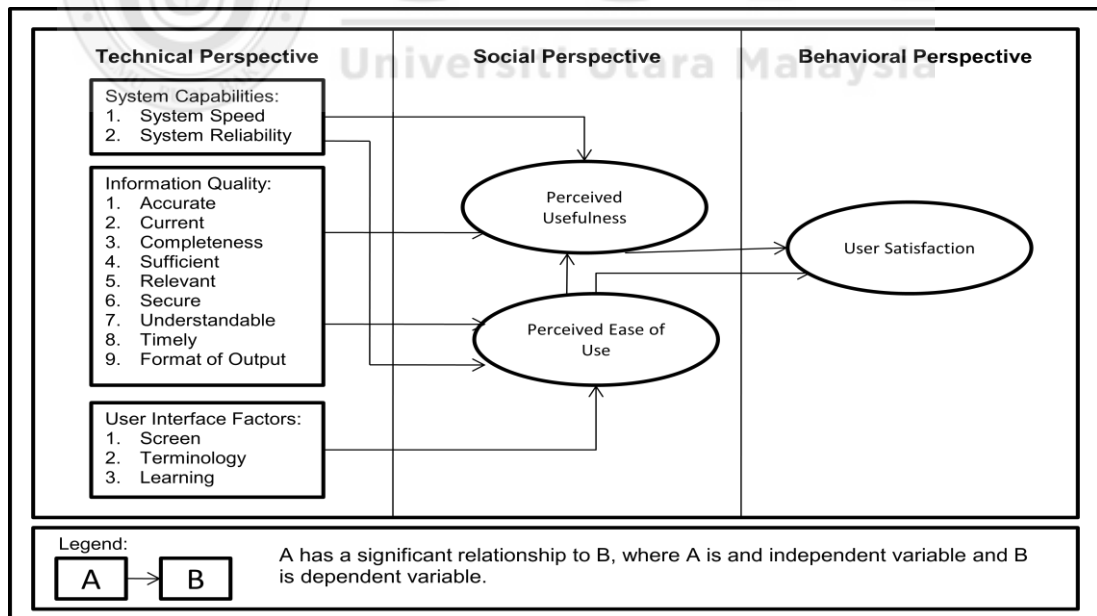 Universiti Utara Malaysia
Technical Perspective
Social Perspective
Behavioral Perspective
System Capabilities:
1. System Speed
2. System Reliability
Information Quality:
1. Accurate
2. Current
3. Completeness
4. Sufficient
5. Relevant
6. Secure
7. Understandable
8. Timely
9. Format of Output
User Interface Factors:
1. Screen
2. Terminology
3. Learning
Perceived
Usefulness
Perceived Ease of
Use
User Satisfaction
Legend:
A
B
A has a significant relationship to B, where A is and independent variable and B
is dependent variable.